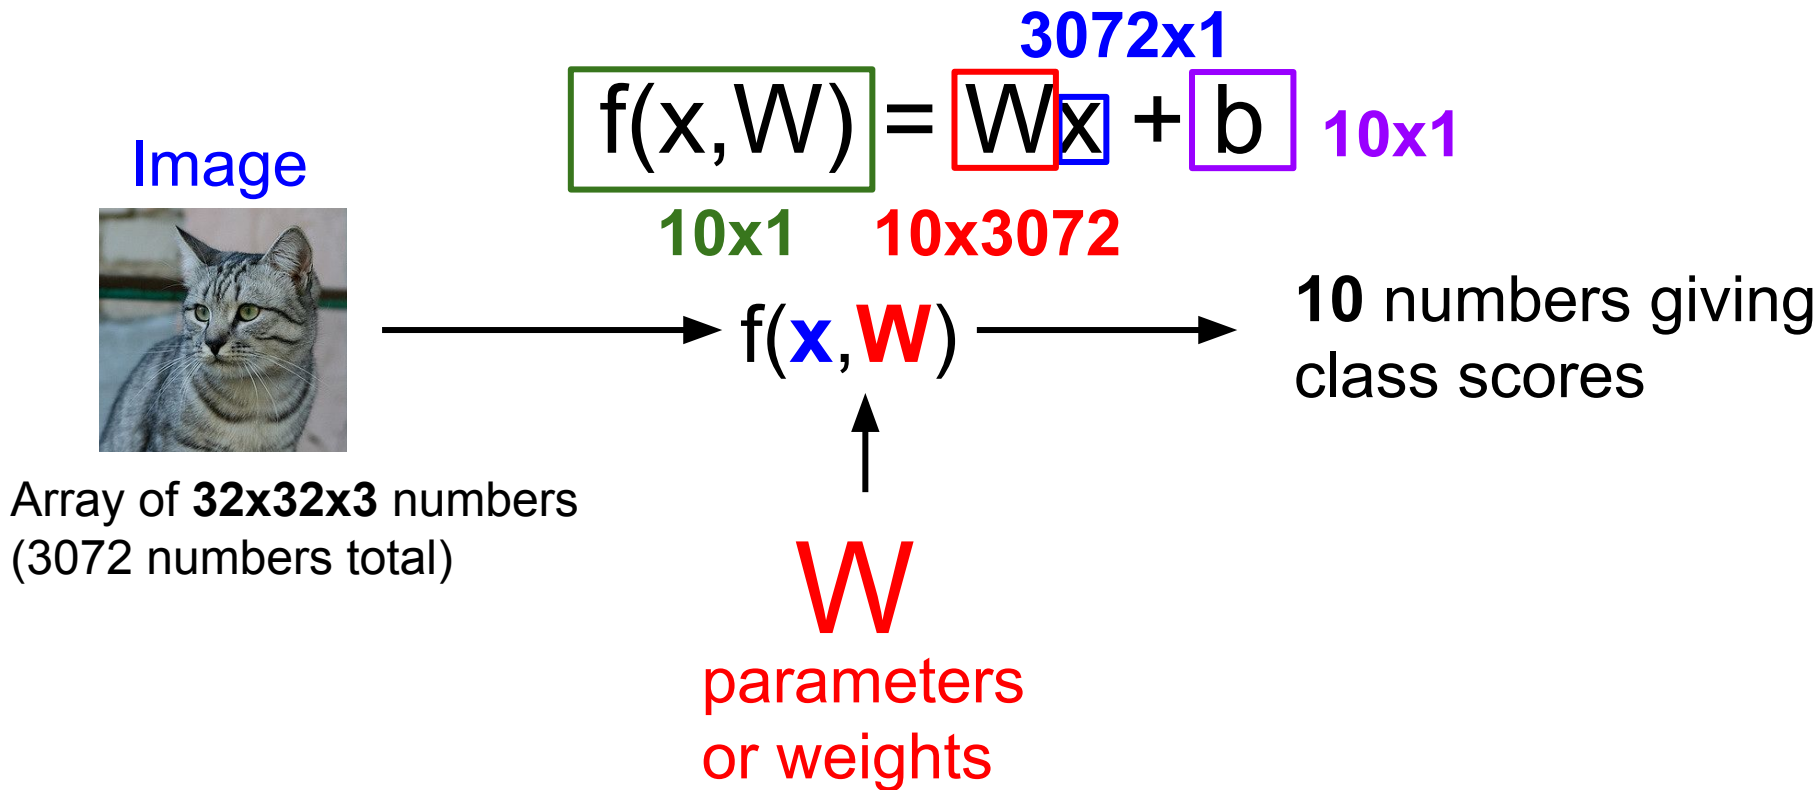 3072x1
f(x,W) = Wx + b 10x1
10x1 10x3072
Image
f(x,W)
10 numbers giving
class scores
Array of 32x32x3 numbers
(3072 numbers total)
W
parameters
or weights